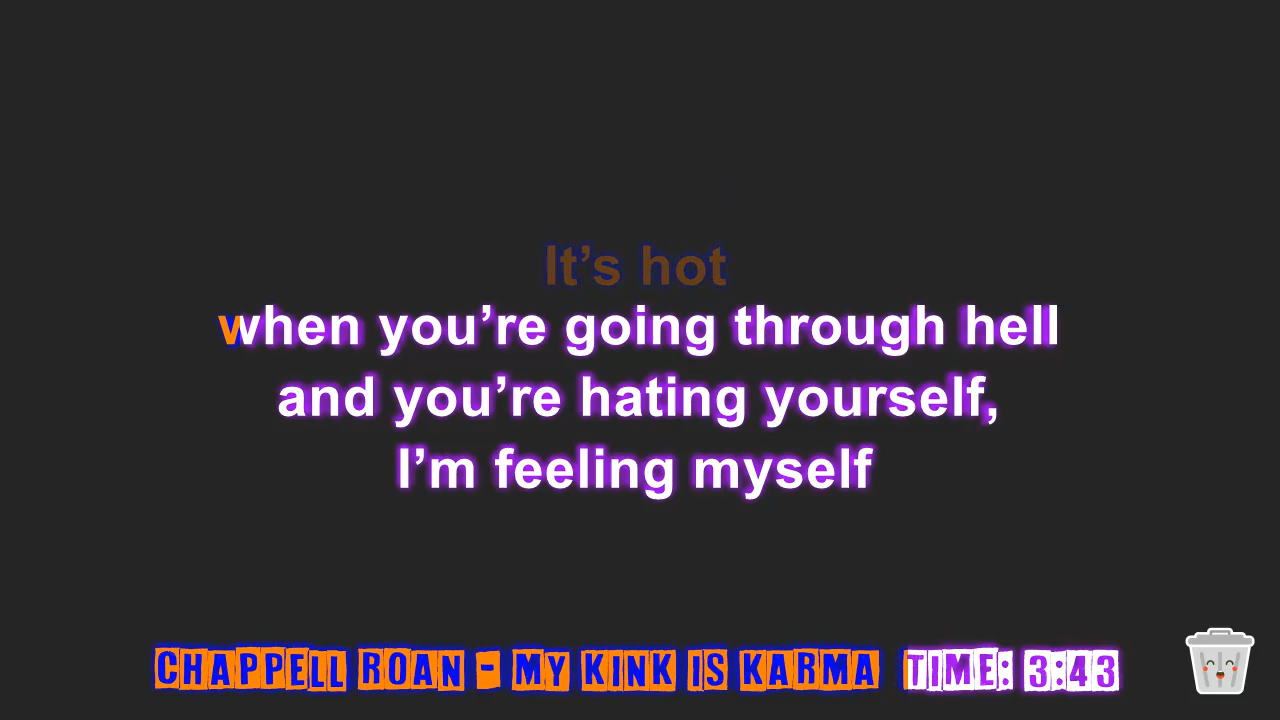 It’s hot
when you’re going through hell
and you’re hating yourself,
I’m feeling myself
CHAPPELL ROAN - MY KINK IS KARMA TIME: 3:43